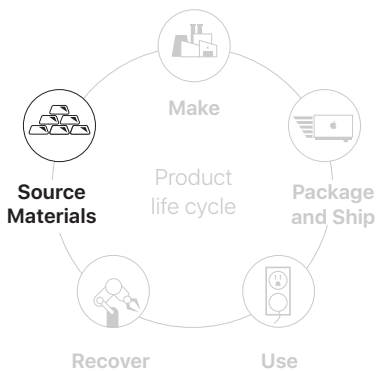 Make
Source
Materials
Product
life cycle
Package
and Ship
Recover
Use